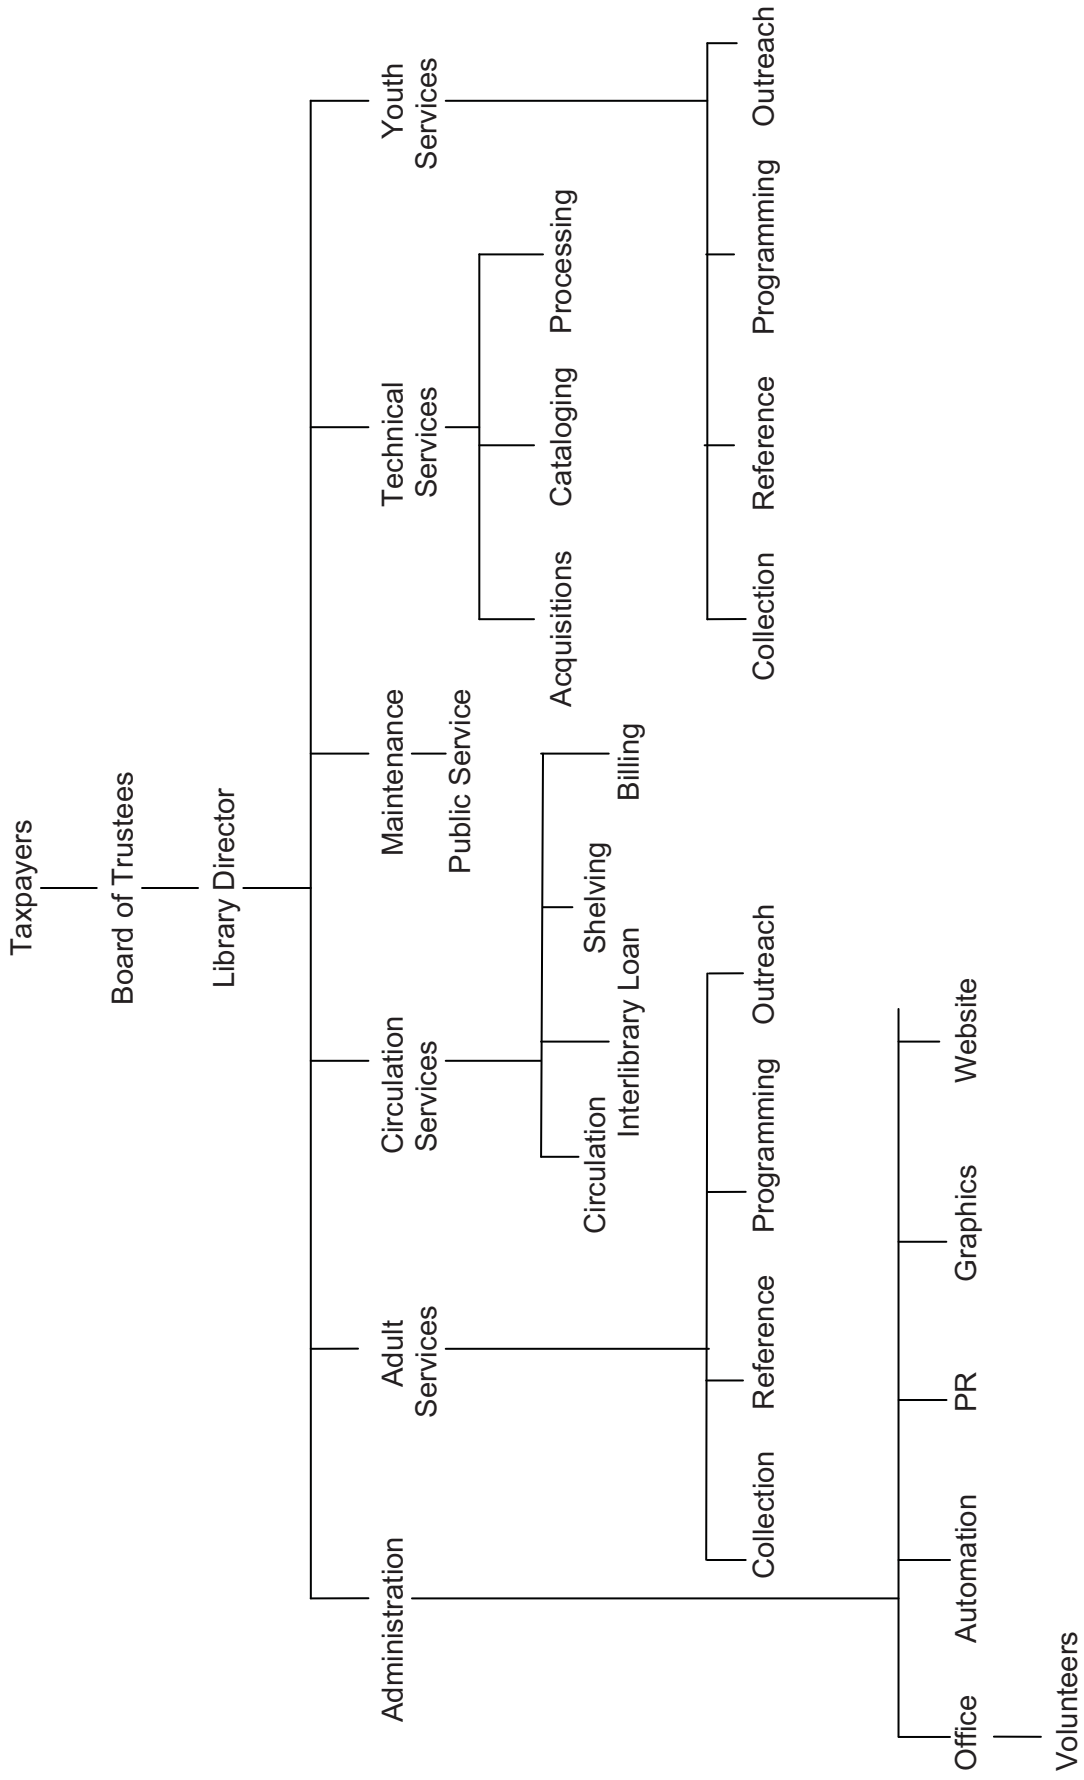 Taxpayers
Board of Trustees
Library Director
Administration
Adult
Services
Circulation
Services
Maintenance
Public Service
Technical
Services
Youth
Services
Office
Automation
PR
Graphics
Website
Volunteers
Collection
Reference
Programming
Outreach
Circulation
Interlibrary Loan
Shelving
Billing
Acquisitions
Cataloging
Processing
Collection
Reference
Programming
Outreach